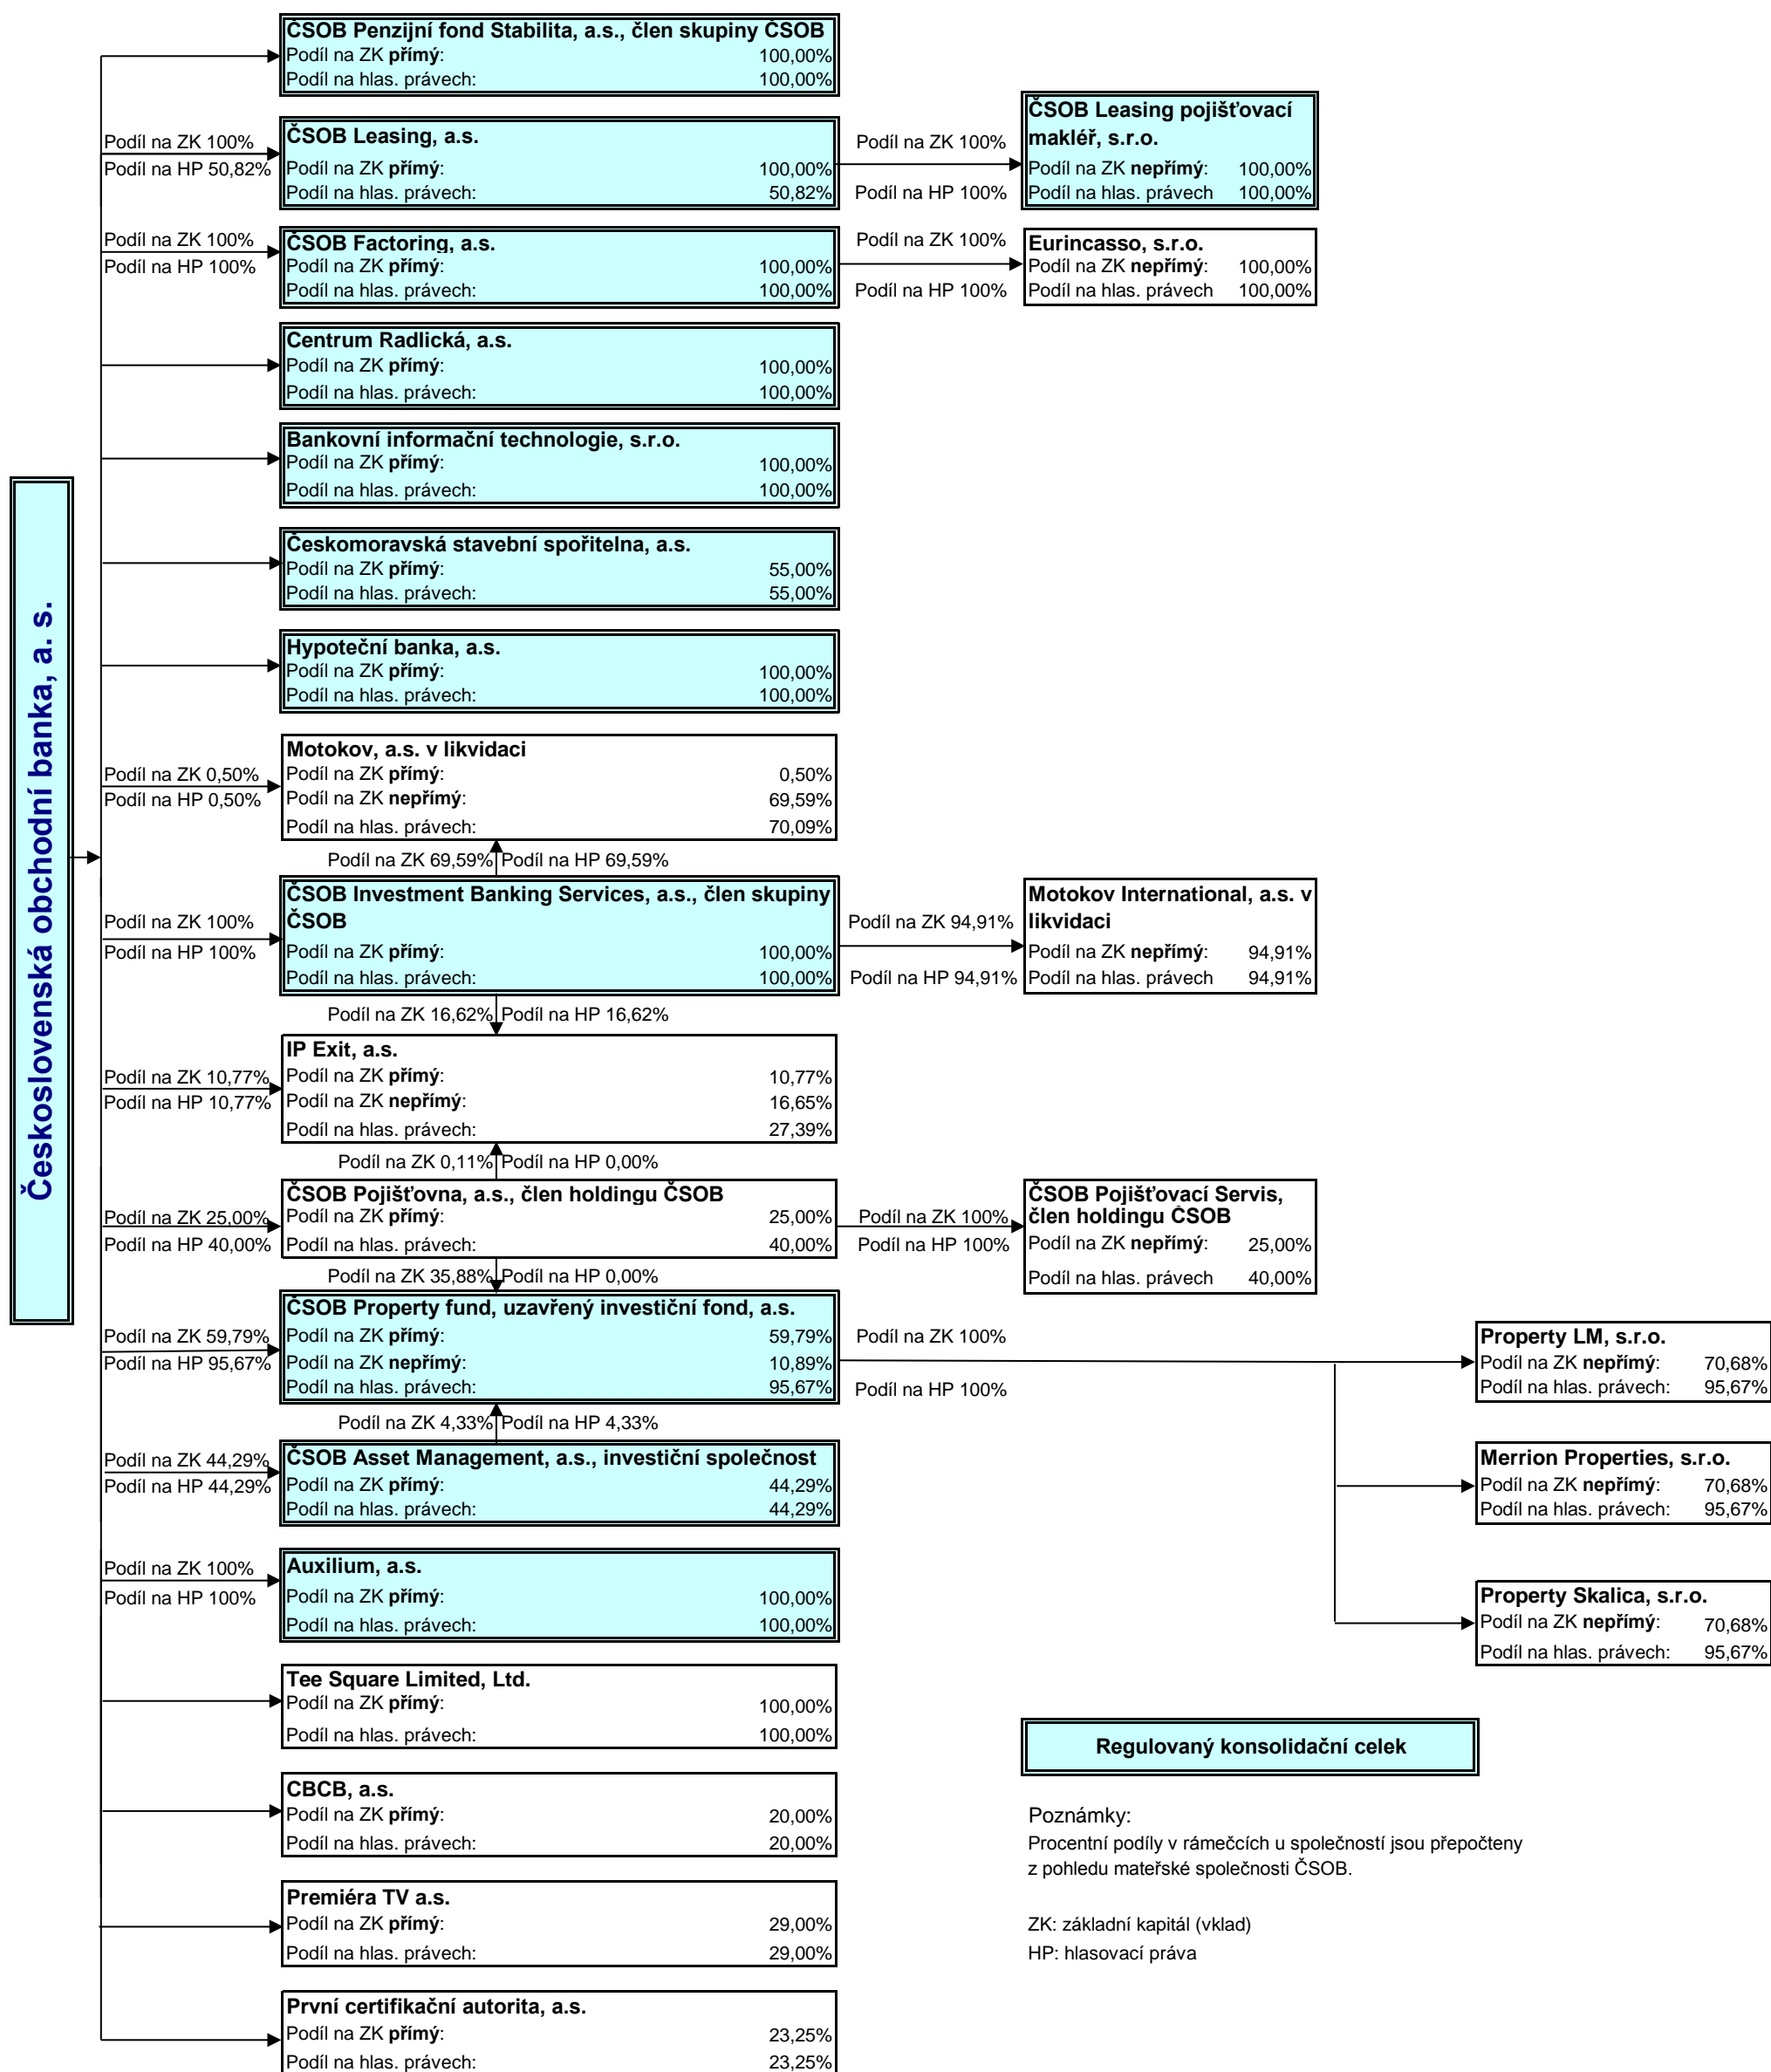 Československá obchodní banka, a. s.
ČSOB Penzijní fond Stabilita, a.s., člen skupiny ČSOB
Podíl na ZK přímý: 100,00%
Podíl na hlas. právech: 100,00%
Podíl na ZK 100%
Podíl na HP 50,82%
ČSOB Leasing, a.s.
Podíl na ZK přímý: 100,00%
Podíl na hlas. právech: 50,82%
Podíl na ZK 100%
Podíl na HP 100%
ČSOB Leasing pojišťovací
makléř, s.r.o.
Podíl na ZK nepřímý: 100,00%
Podíl na hlas. právech 100,00%
Podíl na ZK 100%
Podíl na HP 100%
ČSOB Factoring, a.s.
Podíl na ZK přímý: 100,00%
Podíl na hlas. právech: 100,00%
Podíl na ZK 100%
Podíl na HP 100%
Eurincasso, s.r.o.
Podíl na ZK nepřímý: 100,00%
Podíl na hlas. právech 100,00%
Centrum Radlická, a.s.
Podíl na ZK přímý: 100,00%
Podíl na hlas. právech: 100,00%
Bankovní informační technologie, s.r.o.
Podíl na ZK přímý: 100,00%
Podíl na hlas. právech: 100,00%
Českomoravská stavební spořitelna, a.s.
Podíl na ZK přímý: 55,00%
Podíl na hlas. právech: 55,00%
Hypoteční banka, a.s.
Podíl na ZK přímý: 100,00%
Podíl na hlas. právech: 100,00%
Podíl na ZK 0,50%
Podíl na HP 0,50%
Motokov, a.s. v likvidaci
Podíl na ZK přímý: 0,50%
Podíl na ZK nepřímý: 69,59%
Podíl na hlas. právech: 70,09%
Podíl na ZK 69,59% Podíl na HP 69,59%
Podíl na ZK 100%
Podíl na HP 100%
ČSOB Investment Banking Services, a.s., člen skupiny
ČSOB
Podíl na ZK přímý: 100,00%
Podíl na hlas. právech: 100,00%
Podíl na ZK 94,91%
Podíl na HP 94,91%
Motokov International, a.s. v
likvidaci
Podíl na ZK nepřímý: 94,91%
Podíl na hlas. právech 94,91%
Podíl na ZK 16,62% Podíl na HP 16,62%
Podíl na ZK 10,77%
Podíl na HP 10,77%
IP Exit, a.s.
Podíl na ZK přímý: 10,77%
Podíl na ZK nepřímý: 16,65%
Podíl na hlas. právech: 27,39%
Podíl na ZK 0,11% Podíl na HP 0,00%
Podíl na ZK 25,00%
Podíl na HP 40,00%
ČSOB Pojišťovna, a.s., člen holdingu ČSOB
Podíl na ZK přímý: 25,00%
Podíl na hlas. právech: 40,00%
Podíl na ZK 100%
Podíl na HP 100%
ČSOB Pojišťovací Servis,
člen holdingu ČSOB
Podíl na ZK nepřímý: 25,00%
Podíl na hlas. právech 40,00%
Podíl na ZK 35,88% Podíl na HP 0,00%
Podíl na ZK 59,79%
Podíl na HP 95,67%
ČSOB Property fund, uzavřený investiční fond, a.s.
Podíl na ZK přímý: 59,79%
Podíl na ZK nepřímý: 10,89%
Podíl na hlas. právech: 95,67%
Podíl na ZK 100%
Podíl na HP 100%
Property LM, s.r.o.
Podíl na ZK nepřímý: 70,68%
Podíl na hlas. právech: 95,67%
Podíl na ZK 4,33% Podíl na HP 4,33%
Podíl na ZK 44,29%
Podíl na HP 44,29%
ČSOB Asset Management, a.s., investiční společnost
Podíl na ZK přímý: 44,29%
Podíl na hlas. právech: 44,29%
Merrion Properties, s.r.o.
Podíl na ZK nepřímý: 70,68%
Podíl na hlas. právech: 95,67%
Podíl na ZK 100%
Podíl na HP 100%
Auxilium, a.s.
Podíl na ZK přímý: 100,00%
Podíl na hlas. právech: 100,00%
Property Skalica, s.r.o.
Podíl na ZK nepřímý: 70,68%
Podíl na hlas. právech: 95,67%
Tee Square Limited, Ltd.
Podíl na ZK přímý: 100,00%
Podíl na hlas. právech: 100,00%
CBCB, a.s.
Podíl na ZK přímý: 20,00%
Podíl na hlas. právech: 20,00%
Premiéra TV a.s.
Podíl na ZK přímý: 29,00%
Podíl na hlas. právech: 29,00%
První certifikační autorita, a.s.
Podíl na ZK přímý: 23,25%
Podíl na hlas. právech: 23,25%
Regulovaný konsolidační celek
Poznámky:
Procentní podíly v rámečcích u společností jsou přepočteny
z pohledu mateřské společnosti ČSOB.
ZK: základní kapitál (vklad)
HP: hlasovací práva